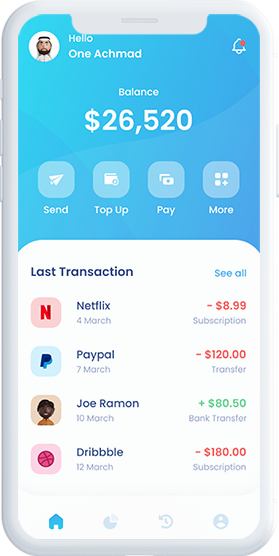 Hello
One Achmad
Balance
$26,520
Send Top Up Pay More
Last Transaction See all
N Netflix - $8.99
4 March Subscription
Paypal - $120.00
7 March Transfer
Joe Ramon + $80.50
10 March Bank Transfer
Dribbble - $180.00
12 March Subscription